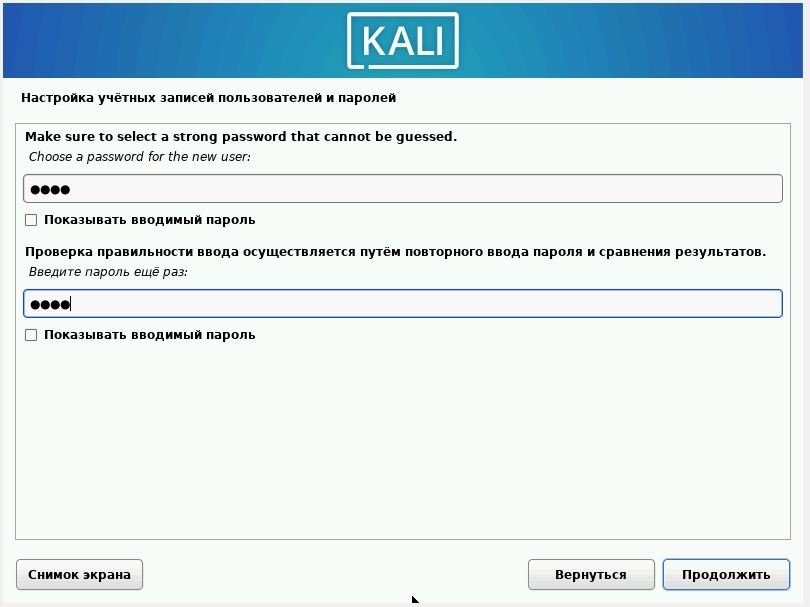 KALI
Настройка учётных записей пользователей и паролей
Make sure to select a strong password that cannot be guessed.
Choose a password for the new user:
●●●●
Показывать вводимый пароль
Проверка правильности ввода осуществляется путём повторного ввода пароля и сравнения результатов.
Введите пароль ещё раз:
●●●●
Показывать вводимый пароль
Снимок экрана
Вернуться
Продолжить